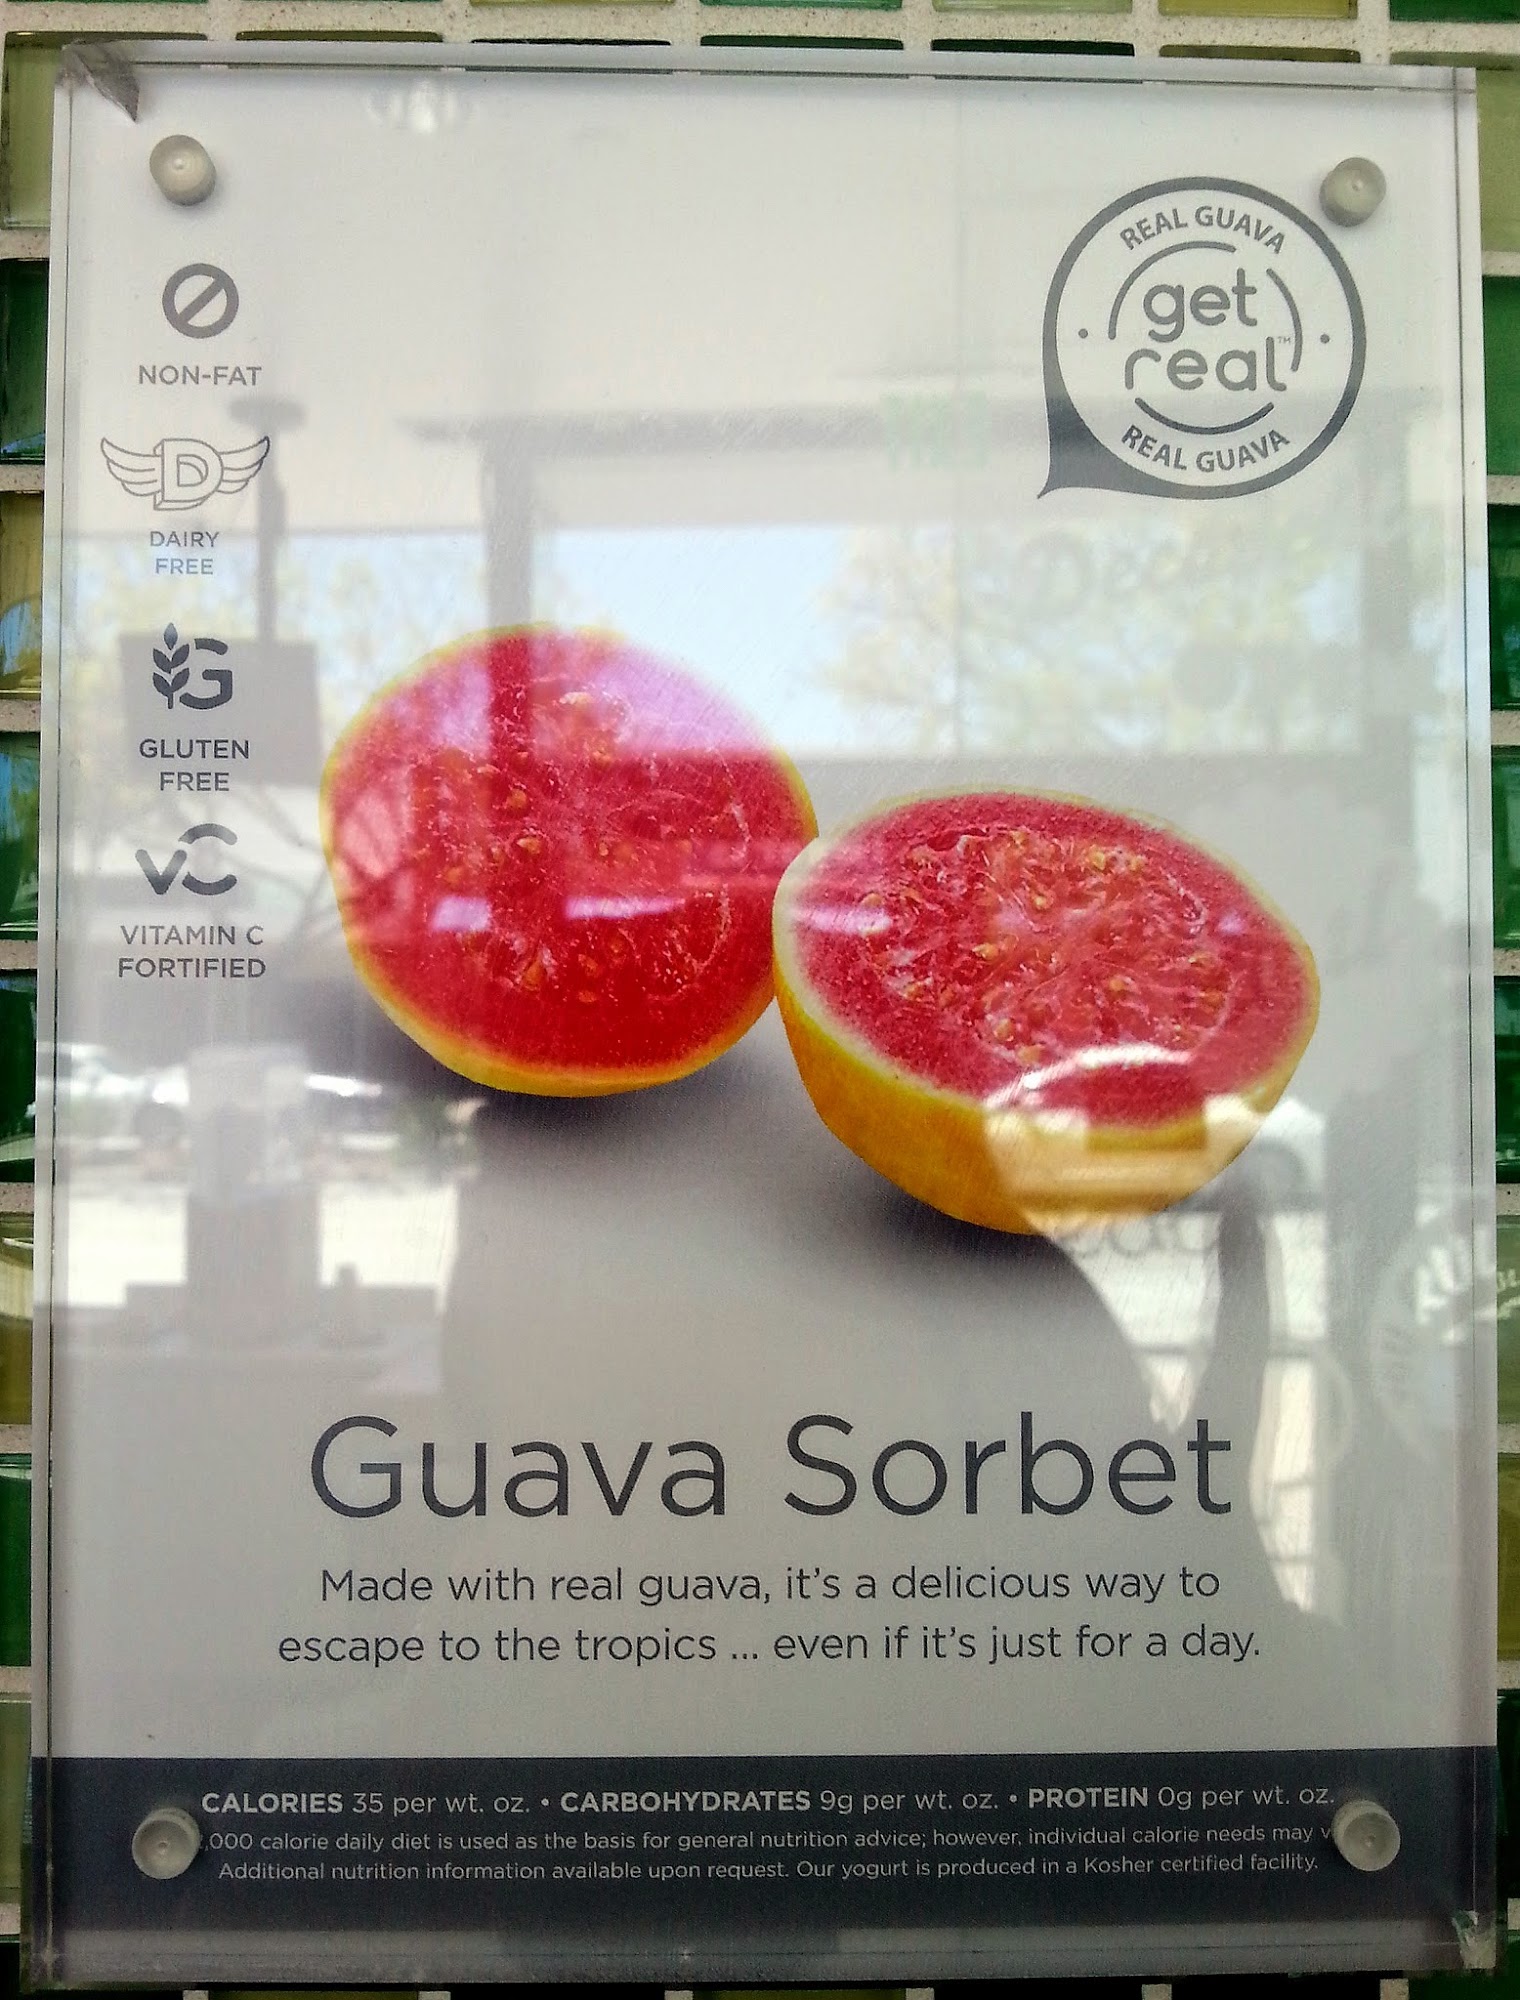 REAL GUAVA
get
real™
REAL GUAVA
NON-FAT
D
DAIRY
FREE
G
GLUTEN
FREE
VC
VITAMIN C
FORTIFIED
Guava Sorbet
Made with real guava, it's a delicious way to
escape to the tropics ... even if it's just for a day.
CALORIES 35 per wt. oz. • CARBOHYDRATES 9g per wt. oz. • PROTEIN 0g per wt. oz.
,000 calorie daily diet is used as the basis for general nutrition advice; however, individual calorie needs may
Additional nutrition information available upon request. Our yogurt is produced in a Kosher certified facility.